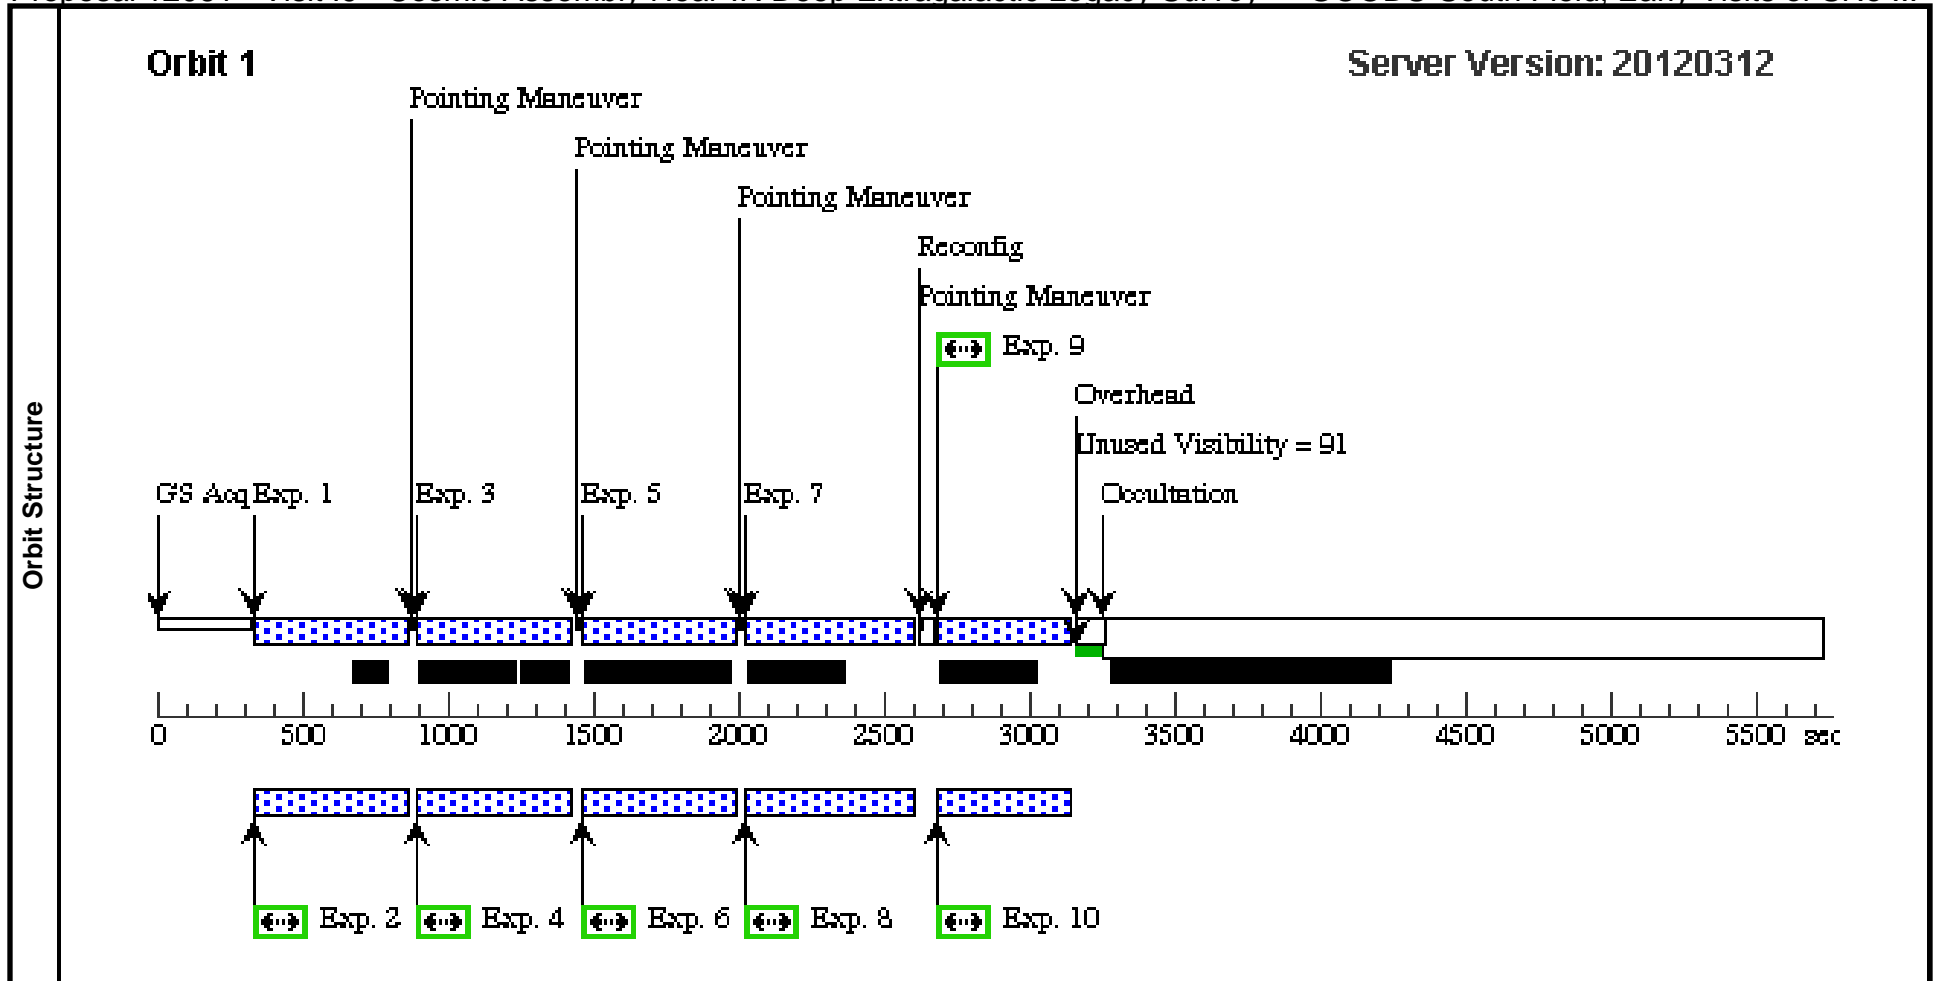 Orbit 1
Server Version: 20120312
Pointing Maneuver
Pointing Maneuver
Pointing Maneuver
Reconfig
Pointing Maneuver
Exp. 9
Overhead
Unused Visibility = 91
GS Acq Exp. 1 Exp. 3 Exp. 5 Exp. 7 Occultation
Orbit Structure
0 500 1000 1500 2000 2500 3000 3500 4000 4500 5000 5500 sec
Exp. 2 Exp. 4 Exp. 6 Exp. 8 Exp. 10